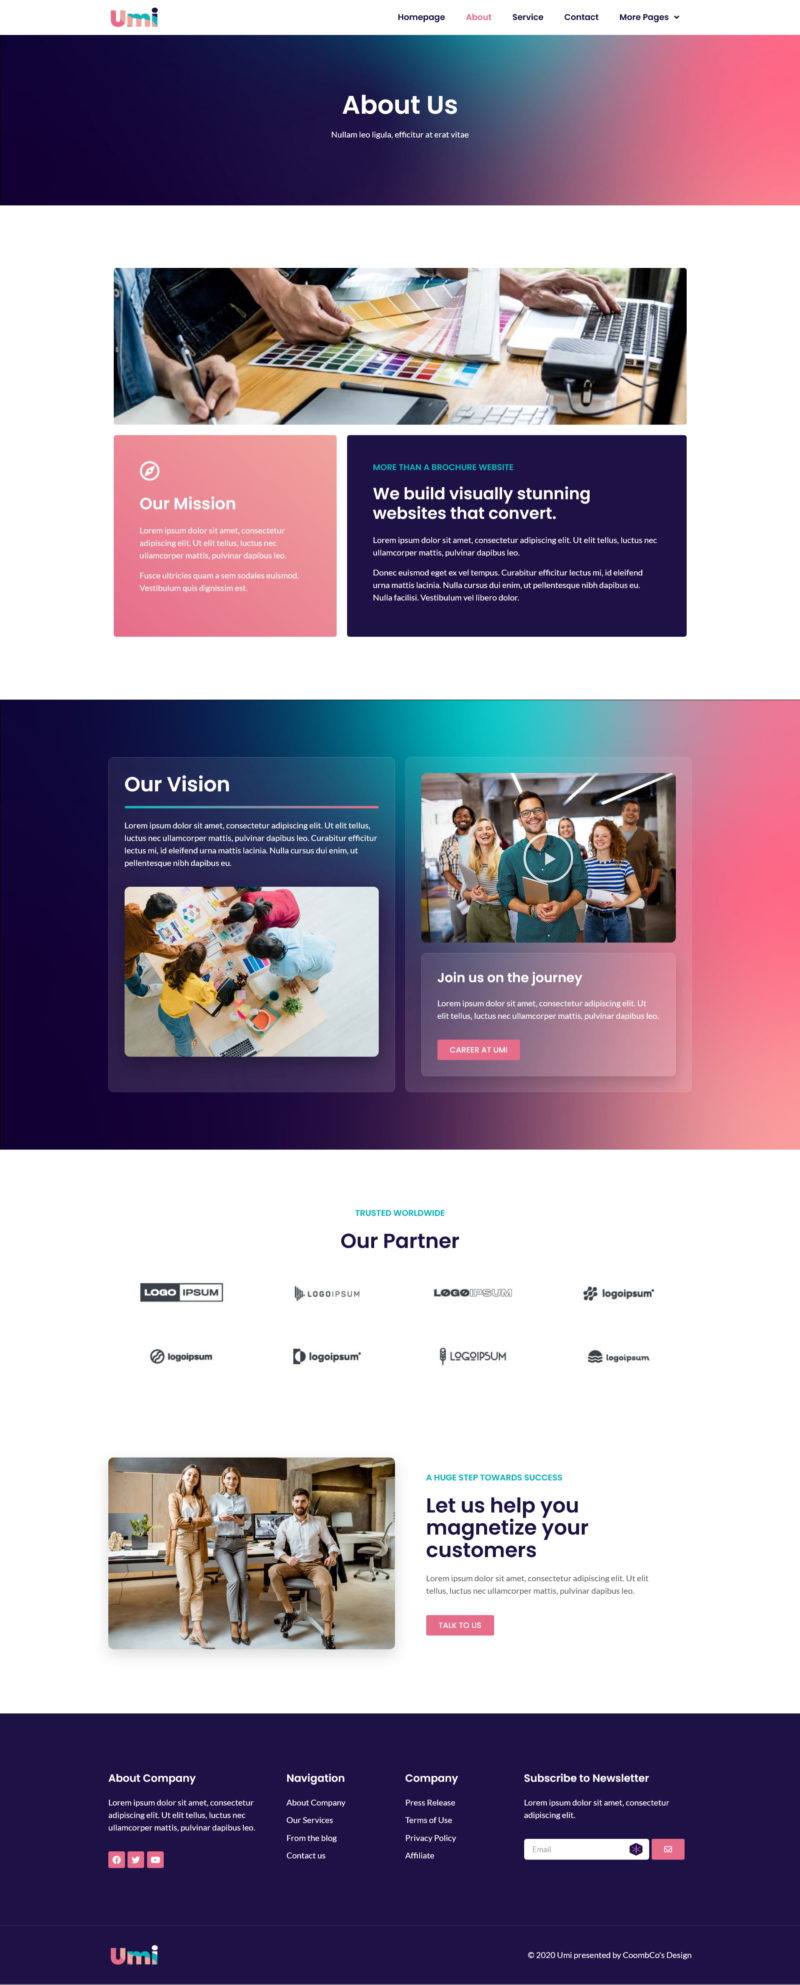 Umi
Homepage About Service Contact More Pages
About Us
Nullam leo ligula, efficitur at erat vitae
Our Mission
Lorem ipsum dolor sit amet, consectetur
adipiscing elit. Ut elit tellus, luctus nec
ullamcorper mattis, pulvinar dapibus leo.
Fusce ultricies quam a sem sodales euismod.
Vestibulum quis dignissim est.
MORE THAN A BROCHURE WEBSITE
We build visually stunning
websites that convert.
Lorem ipsum dolor sit amet, consectetur adipiscing elit. Ut elit tellus, luctus nec
ullamcorper mattis, pulvinar dapibus leo.
Donec euismod eget ex vel tempus. Curabitur efficitur lectus mi, id eleifend
urna mattis lacinia. Nulla cursus dui enim, ut pellentesque nibh dapibus eu.
Nulla facilisi. Vestibulum vel libero dolor.
Our Vision
Lorem ipsum dolor sit amet, consectetur adipiscing elit. Ut elit tellus,
luctus nec ullamcorper mattis, pulvinar dapibus leo. Curabitur efficitur
lectus mi, id eleifend urna mattis lacinia. Nulla cursus dui enim, ut
pellentesque nibh dapibus eu.
Join us on the journey
Lorem ipsum dolor sit amet, consectetur adipiscing elit. Ut
elit tellus, luctus nec ullamcorper mattis, pulvinar dapibus leo.
CAREER AT UMI
TRUSTED WORLDWIDE
Our Partner
LOGO IPSUM
LOGOIPSUM
LOGOIPSUM
logoipsum
logoipsum
logoipsum
LOGOIPSUM
logoipsum
A HUGE STEP TOWARDS SUCCESS
Let us help you
magnetize your
customers
Lorem ipsum dolor sit amet, consectetur adipiscing elit. Ut elit
tellus, luctus nec ullamcorper mattis, pulvinar dapibus leo.
TALK TO US
About Company
Lorem ipsum dolor sit amet, consectetur
adipiscing elit. Ut elit tellus, luctus nec
ullamcorper mattis, pulvinar dapibus leo.
Navigation
About Company
Our Services
From the blog
Contact us
Company
Press Release
Terms of Use
Privacy Policy
Affiliate
Subscribe to Newsletter
Lorem ipsum dolor sit amet, consectetur
adipiscing elit.
Email
Umi
© 2020 Umi presented by CoombCo's Design